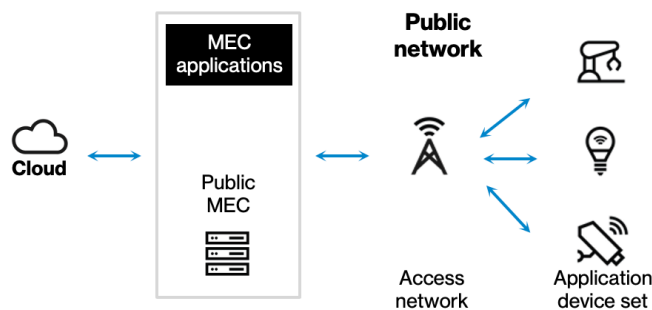 MEC
applications
Public
network
Cloud
Public
MEC
Access
network
Application
device set